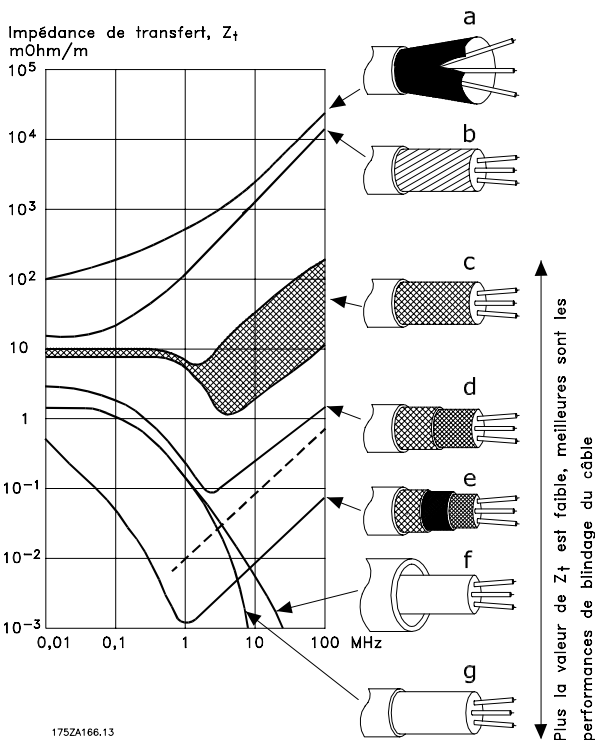 Impédance de transfert, Zt
mOhm/m
10⁵
10⁴
10³
10²
10
1
10⁻¹
10⁻²
10⁻³
0,01
0,1
1
10
100
MHz
a
b
c
d
e
f
g
Plus la valeur de Zt est faible, meilleures sont les
performances de blindage du câble
175ZA166.13